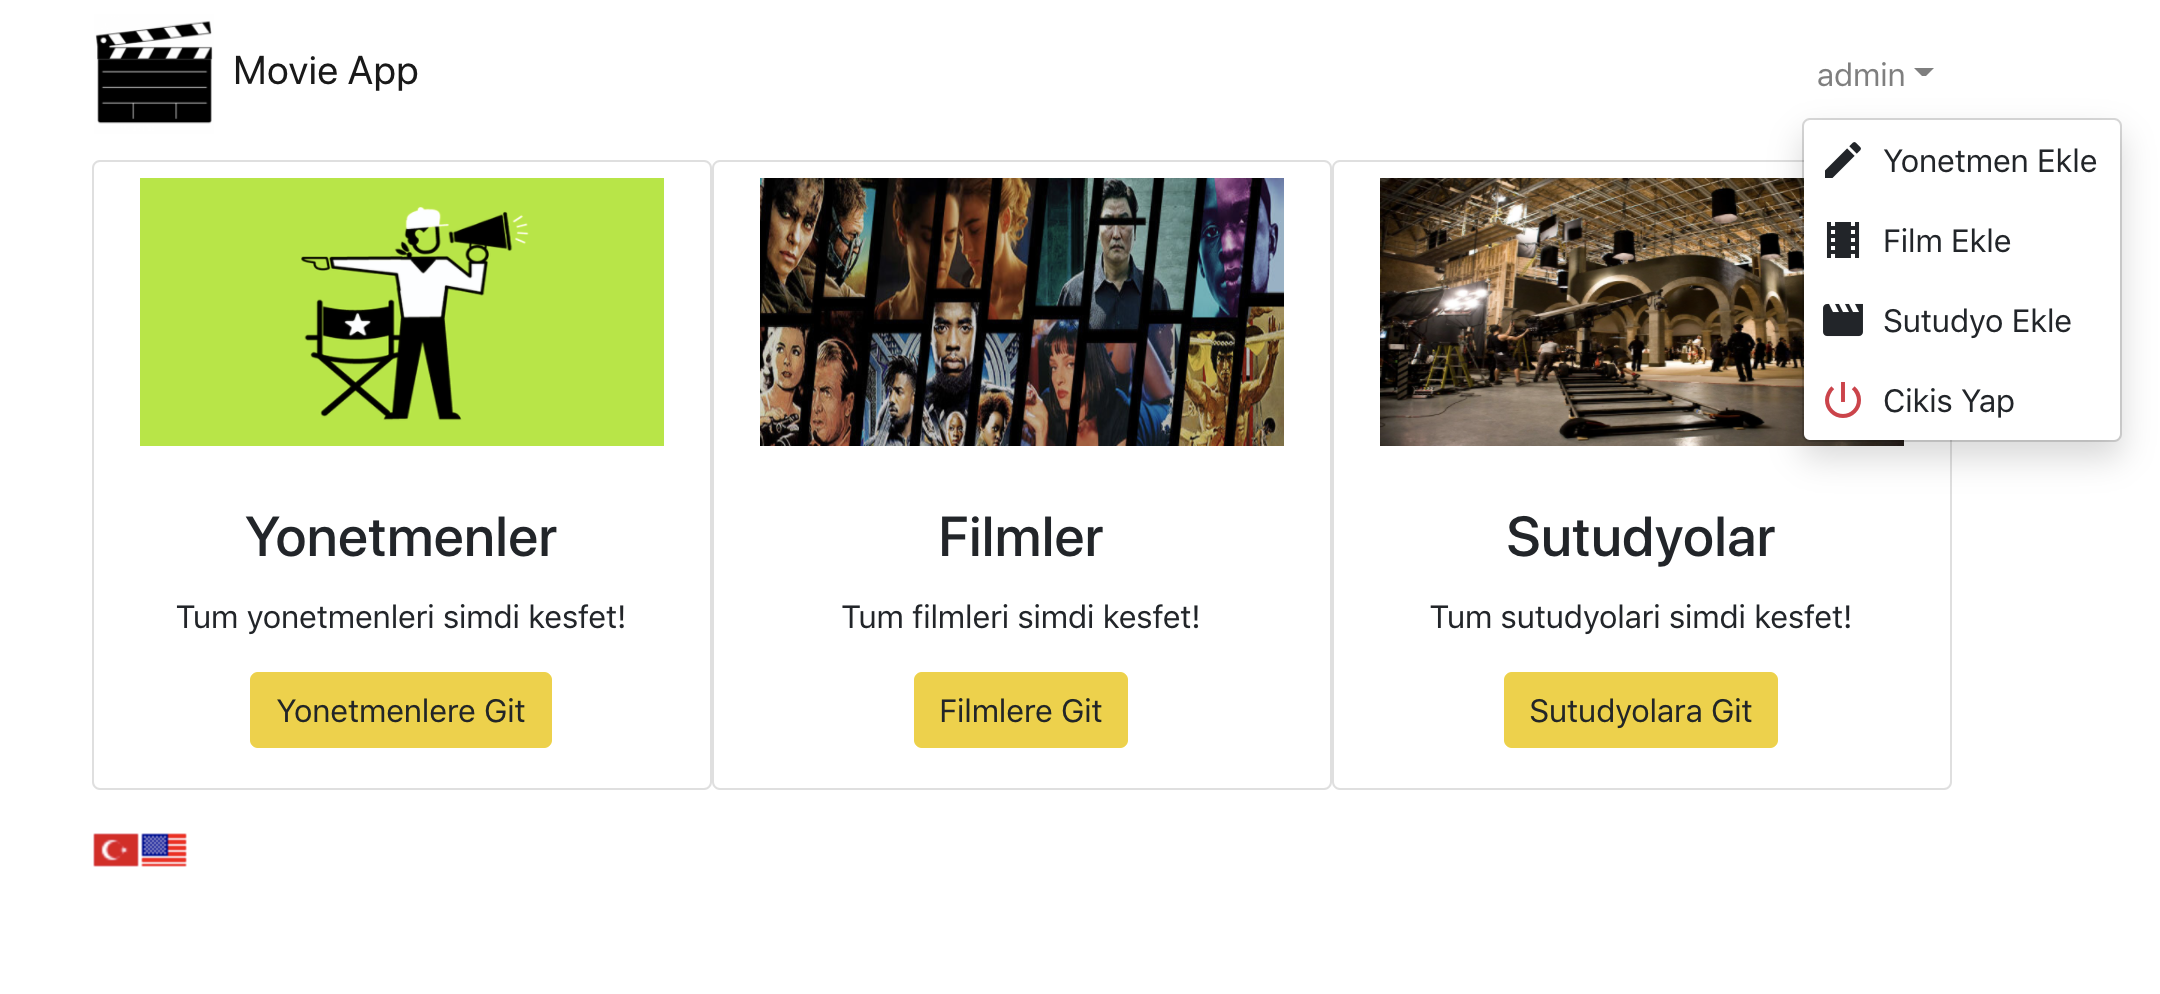 Movie App
admin
Yonetmen Ekle
Film Ekle
Sutudyo Ekle
Cikis Yap
Yonetmenler
Tum yonetmenleri simdi kesfet!
Yonetmenlere Git
Filmler
Tum filmleri simdi kesfet!
Filmlere Git
Sutudyolar
Tum sutudyolari simdi kesfet!
Sutudyolara Git